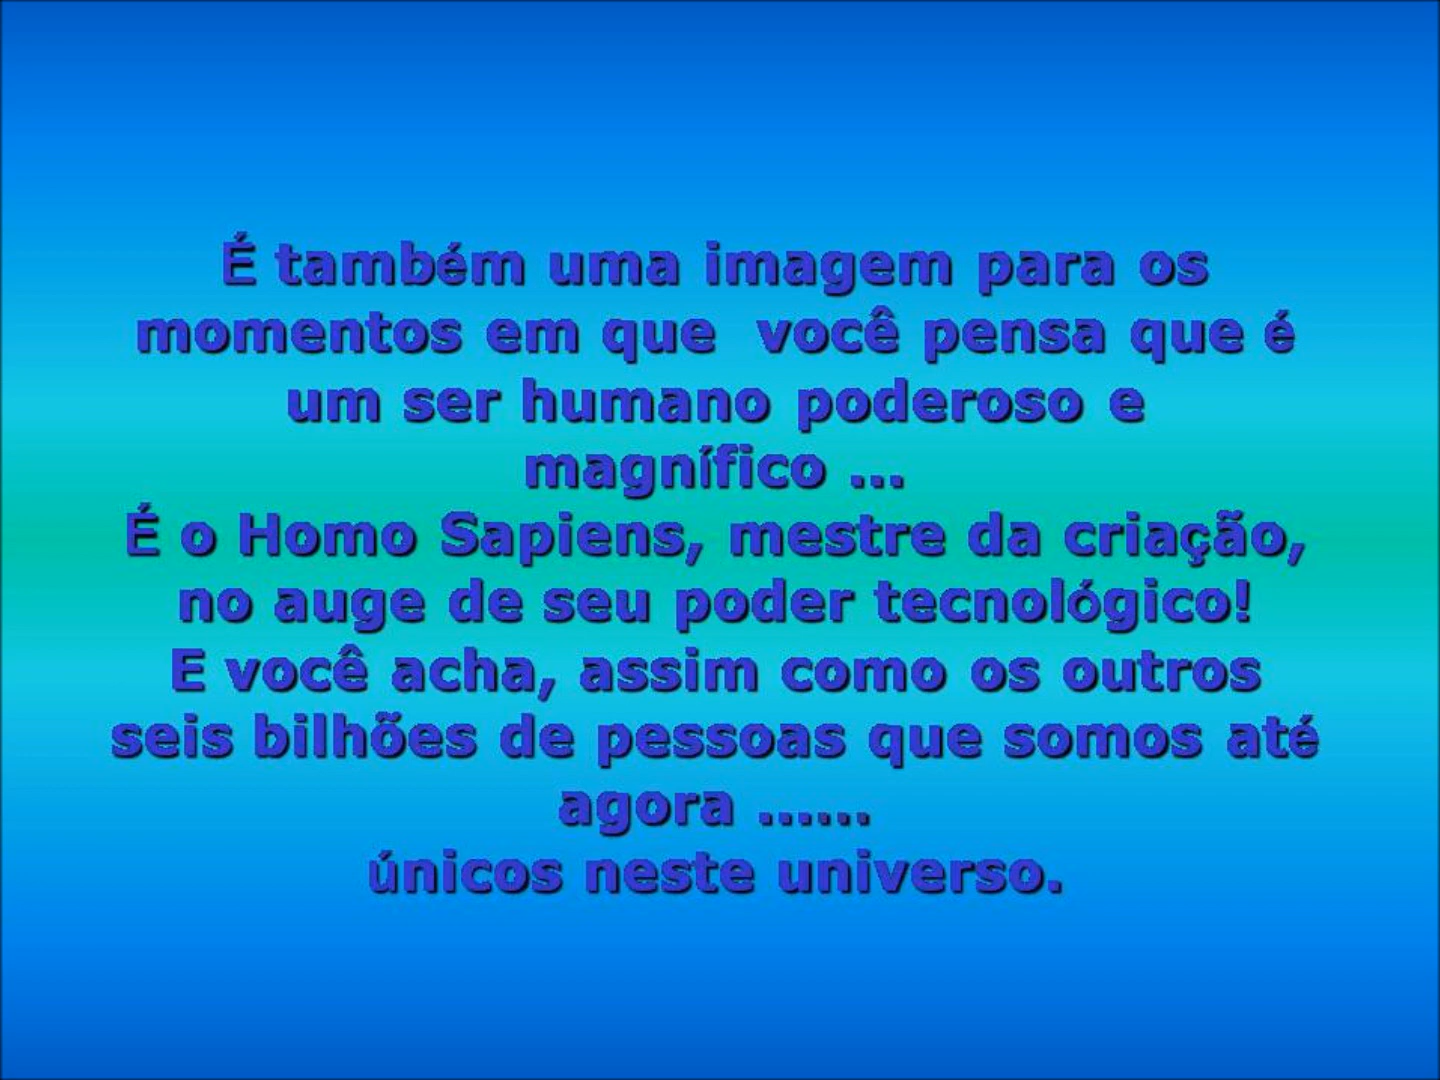 É também uma imagem para os
momentos em que  você pensa que é
um ser humano poderoso e
magnífico ...
É o Homo Sapiens, mestre da criação,
no auge de seu poder tecnológico!
E você acha, assim como os outros
seis bilhões de pessoas que somos até
agora ......
únicos neste universo.